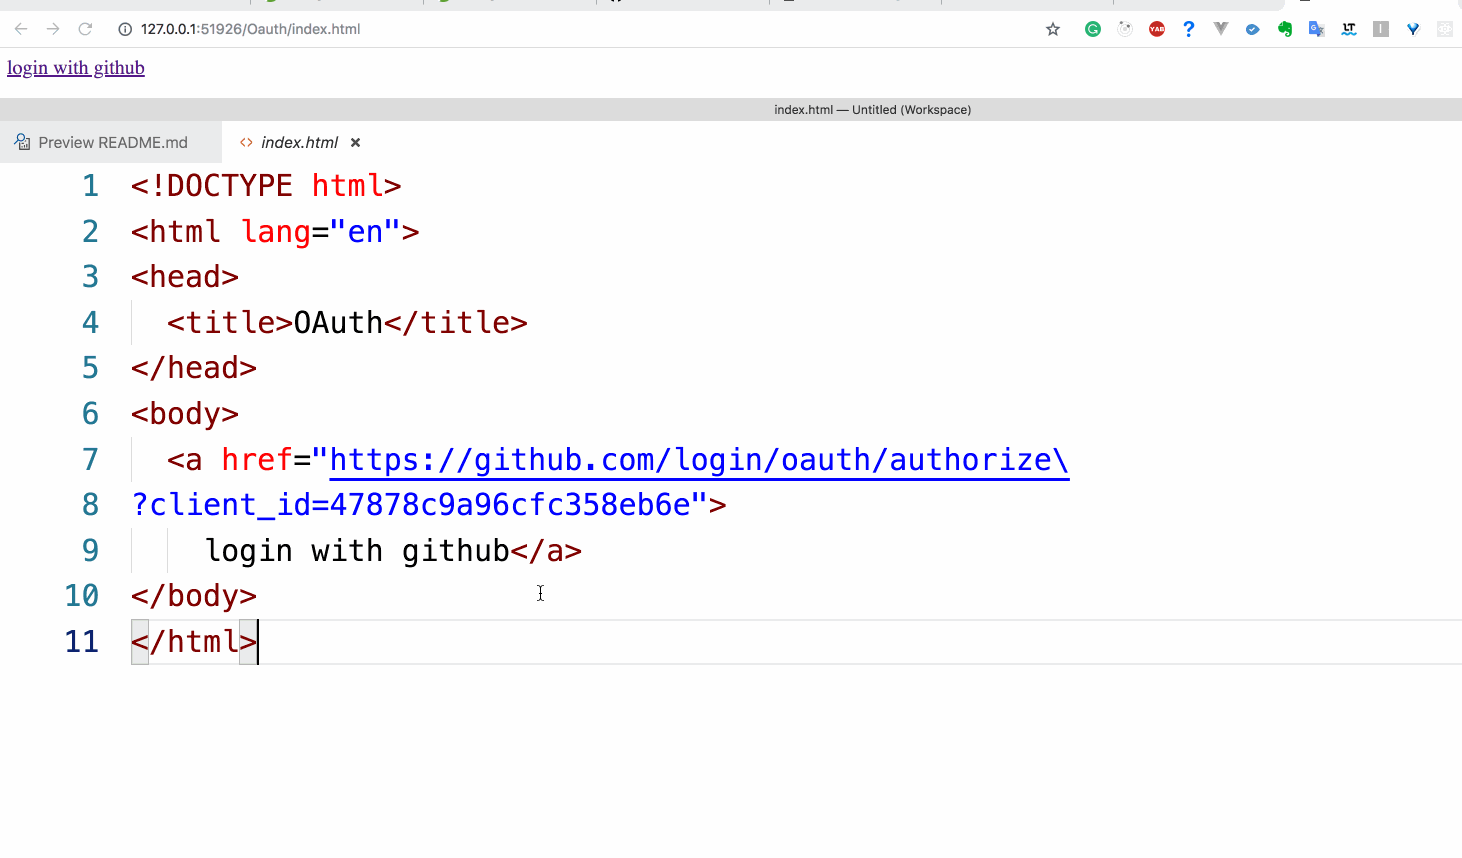 127.0.0.1:51926/Oauth/index.html
YAB
?
LT
login with github
index.html — Untitled (Workspace)
Preview README.md
<> index.html ×
1 <!DOCTYPE html>
2 <html lang="en">
3 <head>
4 <title>OAuth</title>
5 </head>
6 <body>
7 <a href="https://github.com/login/oauth/authorize\
8 ?client_id=47878c9a96cfc358eb6e">
9 login with github</a>
10 </body>
11 </html>